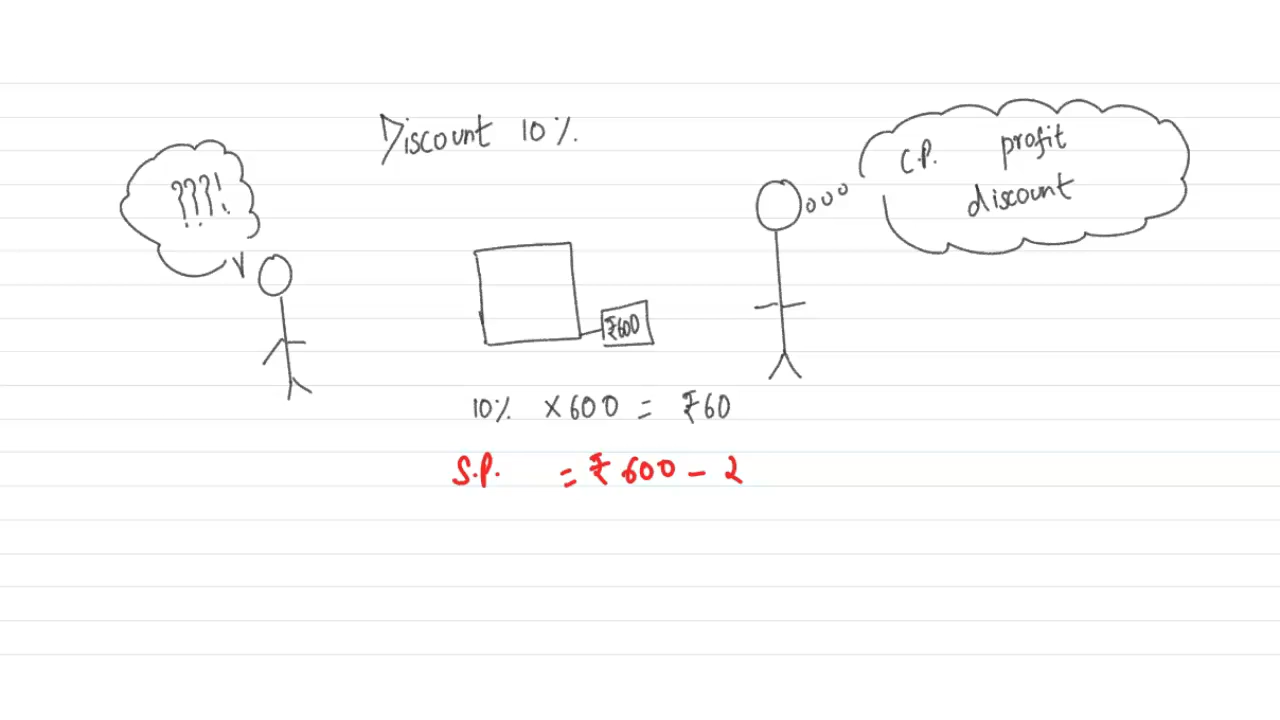 Discount 10%.
???!
C.P. profit
discount
₹600
10% × 600 = ₹60
S.P. = ₹ 600 - 2